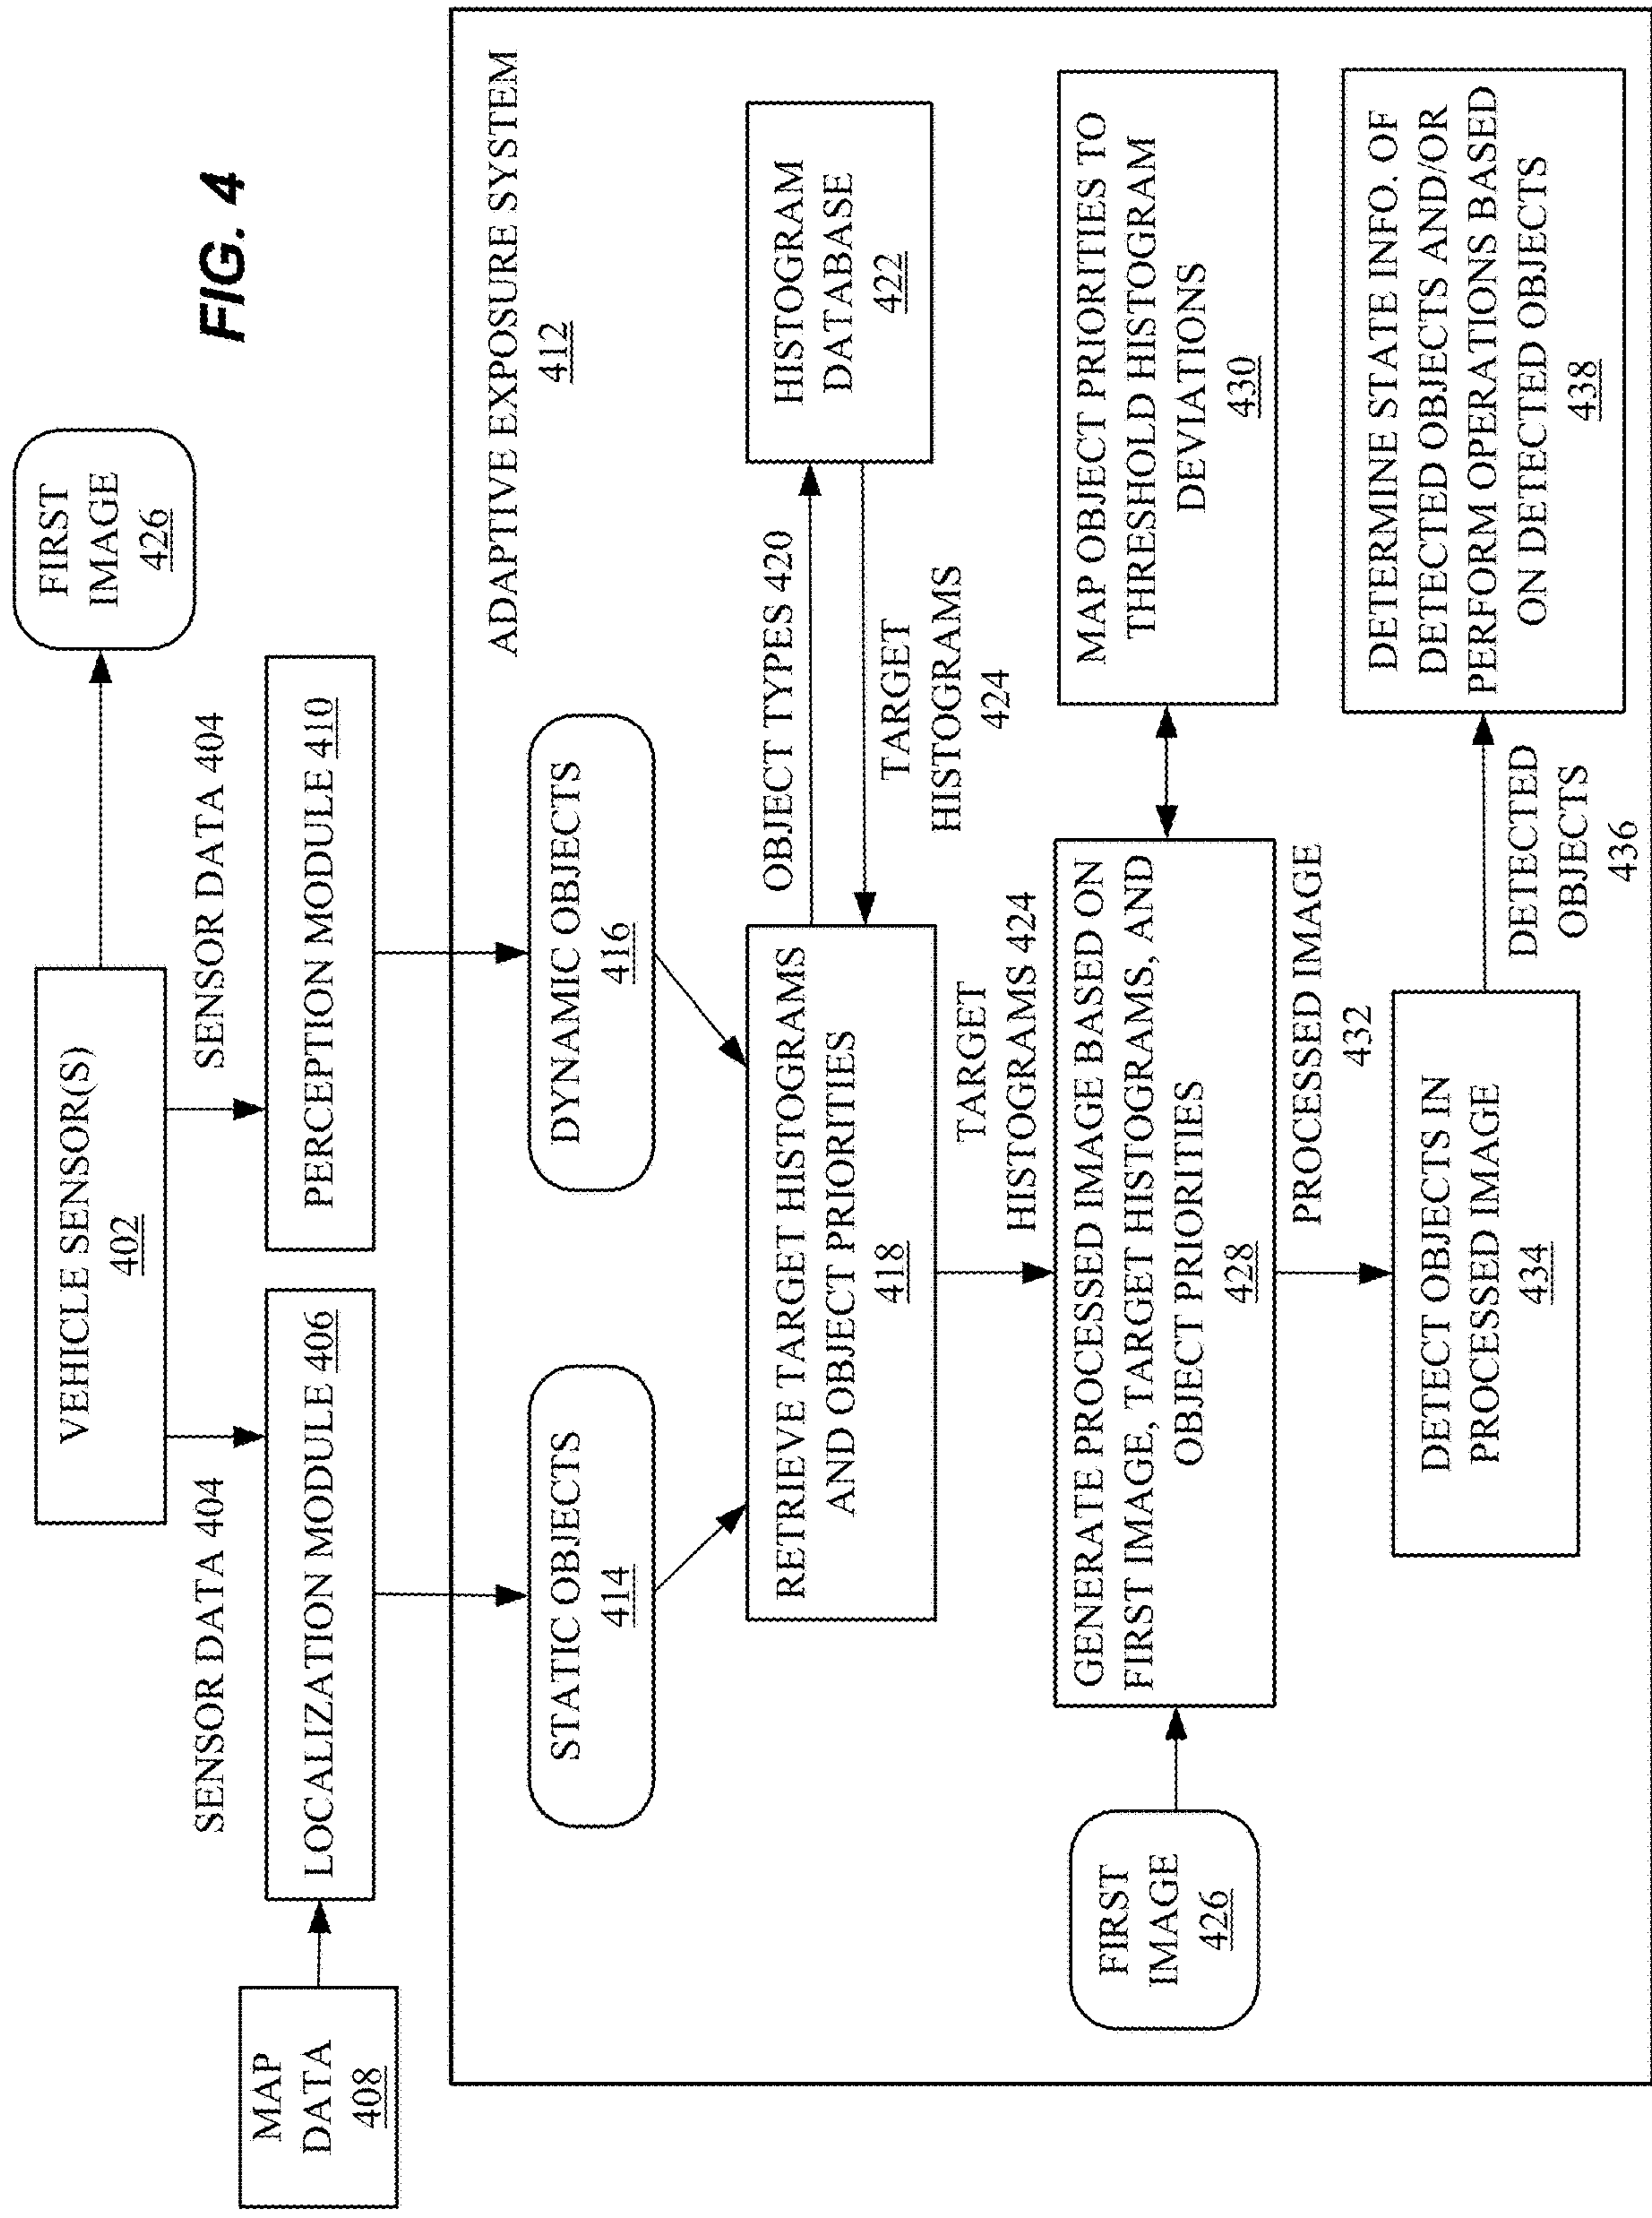 FIG. 4
VEHICLE SENSOR(S)
402
FIRST
IMAGE
426
SENSOR DATA 404
SENSOR DATA 404
MAP
DATA
408
LOCALIZATION MODULE 406
PERCEPTION MODULE 410
ADAPTIVE EXPOSURE SYSTEM
412
STATIC OBJECTS
414
DYNAMIC OBJECTS
416
RETRIEVE TARGET HISTOGRAMS
AND OBJECT PRIORITIES
418
OBJECT TYPES 420
HISTOGRAM
DATABASE
422
TARGET
HISTOGRAMS
424
TARGET
HISTOGRAMS 424
FIRST
IMAGE
426
GENERATE PROCESSED IMAGE BASED ON
FIRST IMAGE, TARGET HISTOGRAMS, AND
OBJECT PRIORITIES
428
MAP OBJECT PRIORITIES TO
THRESHOLD HISTOGRAM
DEVIATIONS
430
PROCESSED IMAGE
432
DETECT OBJECTS IN
PROCESSED IMAGE
434
DETECTED
OBJECTS
436
DETERMINE STATE INFO. OF
DETECTED OBJECTS AND/OR
PERFORM OPERATIONS BASED
ON DETECTED OBJECTS
438